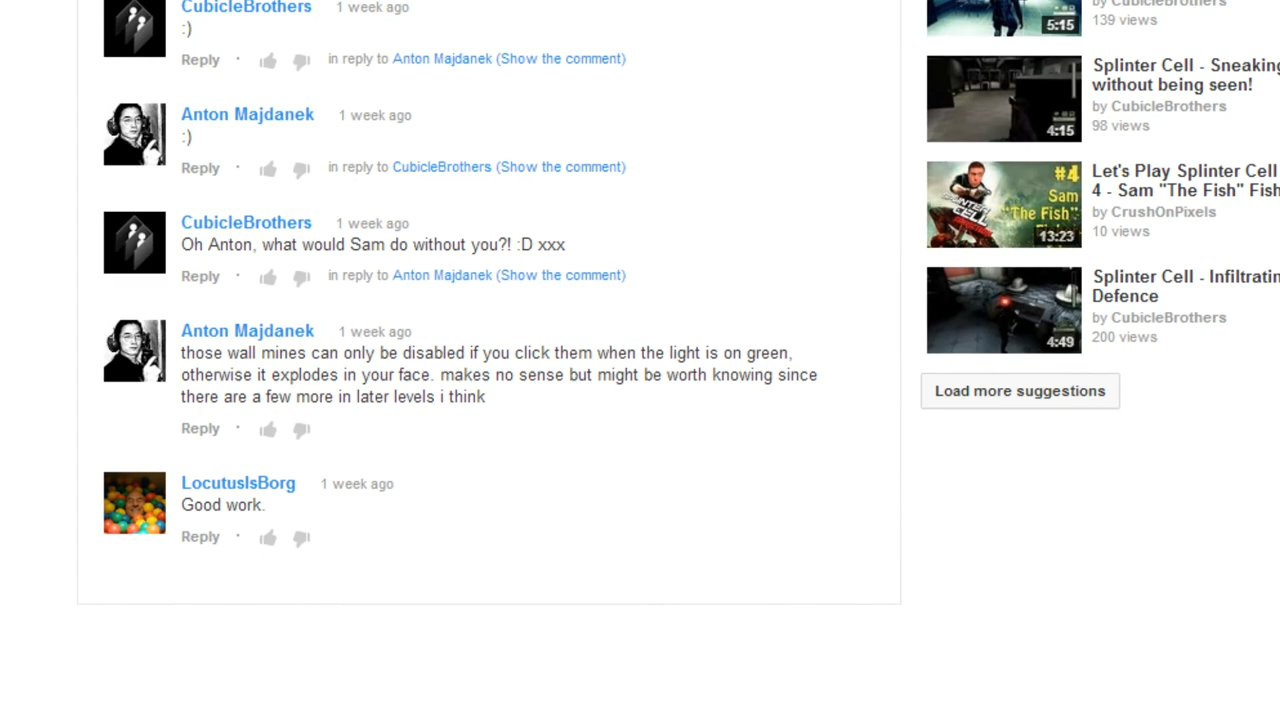 CubicleBrothers 1 week ago
:)
Reply · in reply to Anton Majdanek (Show the comment)
Anton Majdanek 1 week ago
:)
Reply · in reply to CubicleBrothers (Show the comment)
CubicleBrothers 1 week ago
Oh Anton, what would Sam do without you?! :D xxx
Reply · in reply to Anton Majdanek (Show the comment)
Anton Majdanek 1 week ago
those wall mines can only be disabled if you click them when the light is on green,
otherwise it explodes in your face. makes no sense but might be worth knowing since
there are a few more in later levels i think
Reply ·
LocutusIsBorg 1 week ago
Good work.
Reply ·
by CubicleBrothers
139 views
5:15
Splinter Cell - Sneaking
without being seen!
by CubicleBrothers
98 views
4:15
Let's Play Splinter Cell
4 - Sam "The Fish" Fish
by CrushOnPixels
10 views
#4
Sam
"The Fish"
SPLINTER
CELL
13:23
Splinter Cell - Infiltratin
Defence
by CubicleBrothers
200 views
4:49
Load more suggestions